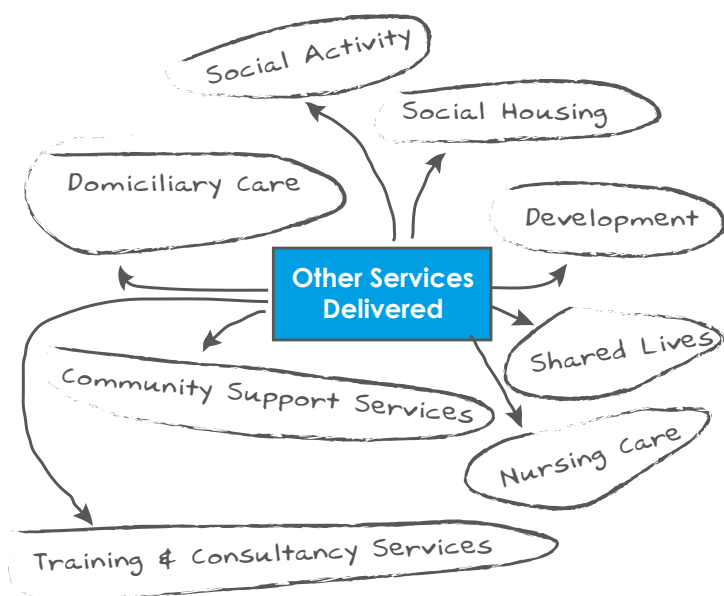 Social Activity
Social Housing
Domiciliary Care
Development
Other Services
Delivered
Shared Lives
Community Support Services
Nursing Care
Training & Consultancy Services